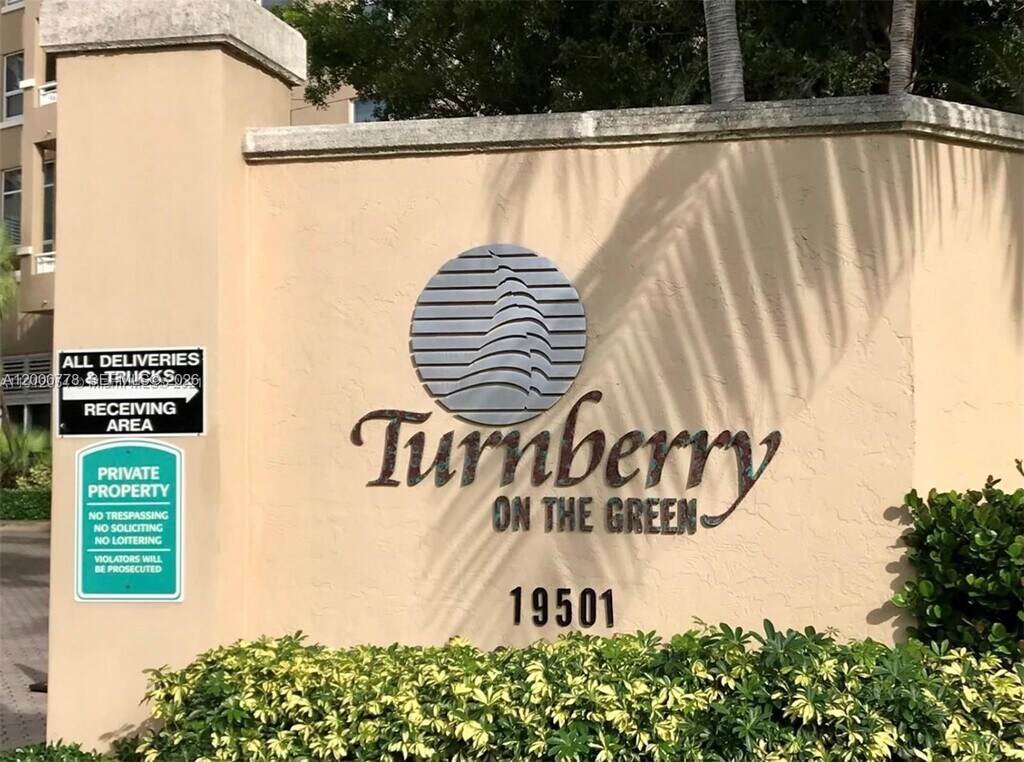 ALL DELIVERIES
& TRUCKS
RECEIVING
AREA
PRIVATE
PROPERTY
NO TRESPASSING
NO SOLICITING
NO LOITERING
VIOLATORS WILL
BE PROSECUTED
Turnberry
ON THE GREEN
19501